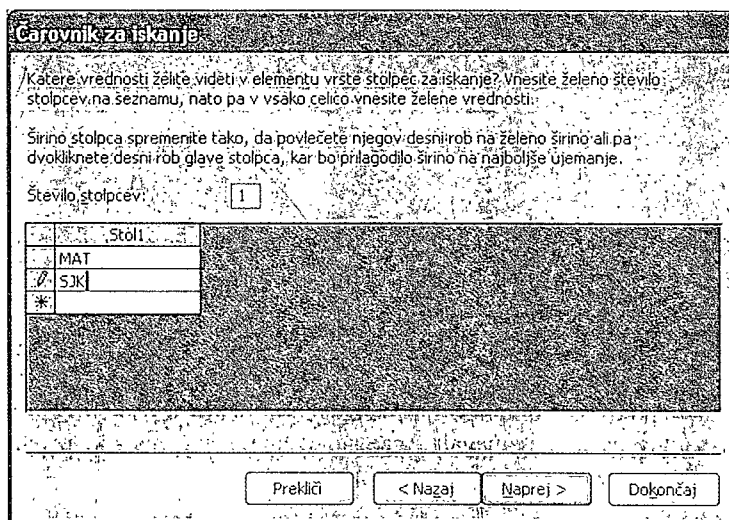 Čarovnik za iskanje
Katere vrednosti želite videti v elementu vrste stolpec za iskanje? Vnesite želeno število
stolpcev na seznamu, nato pa v vsako celico vnesite želene vrednosti.
Širino stolpca spremenite tako, da povlečete njegov desni rob na želeno širino ali pa
dvokliknete desni rob glave stolpca, kar bo prilagodilo širino na najboljše ujemanje.
Število stolpcev: 1
Stol1
MAT
SJK
Prekliči < Nazaj Naprej > Dokončaj